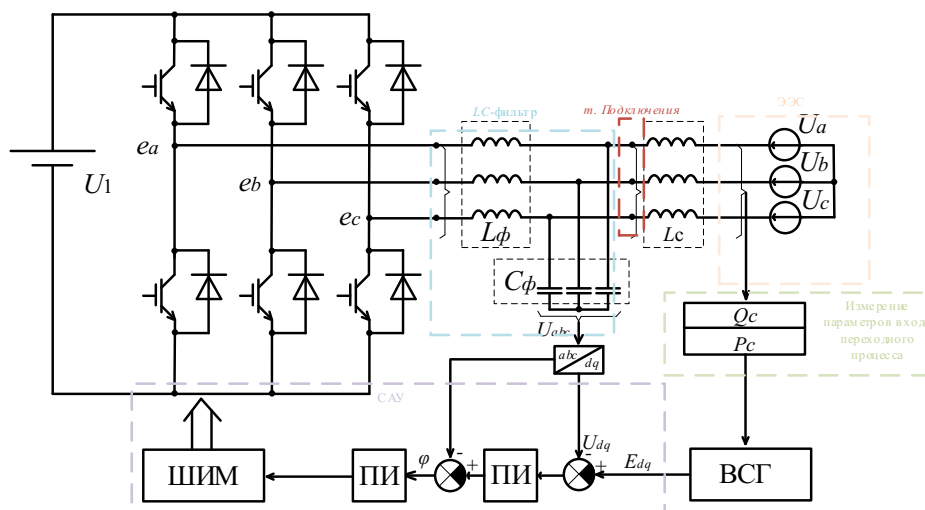 ЭЭС
LC-фильтр
т. Подключения
Ua
Ub
Uc
ea
eb
ec
U1
Lф
Lc
Cф
Uabc
Измерение
параметров вход
переходного
процесса
Qc
Pc
abc
dq
САУ
Udq
Edq
φ
-
+
-
+
ШИМ
ПИ
ПИ
ВСГ